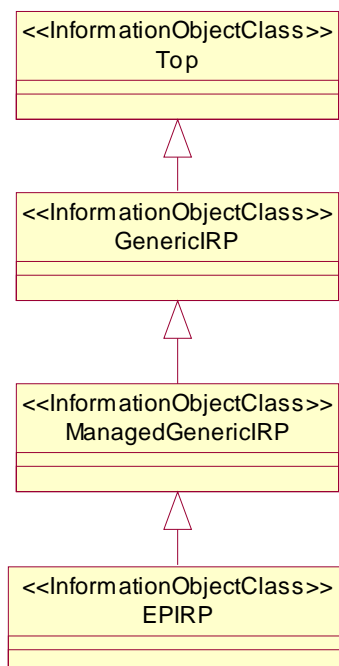 <<InformationObjectClass>>
Top
<<InformationObjectClass>>
GenericIRP
<<InformationObjectClass>>
ManagedGenericIRP
<<InformationObjectClass>>
EPIRP